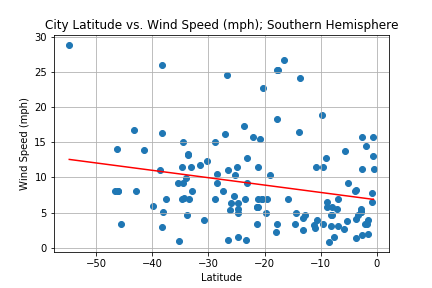 City Latitude vs. Wind Speed (mph); Southern Hemisphere
30
25
20
15
10
5
0
Wind Speed (mph)
−50 −40 −30 −20 −10 0
Latitude